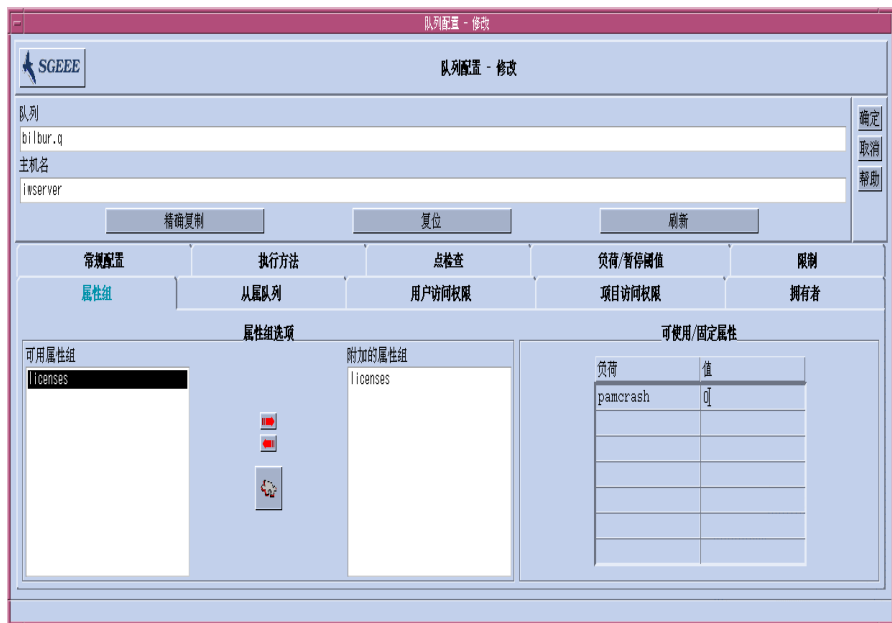 队列配置 - 修改
SGEEE
队列配置 - 修改
队列
bilbur.q
主机名
iwserver
确定
取消
帮助
精确复制 复位 刷新
常规配置 执行方法 点检查 负荷/暂停阈值 限制
属性组 从属队列 用户访问权限 项目访问权限 拥有者
属性组选项 可使用/固定属性
可用属性组 附加的属性组
licenses licenses
负荷 值
pamcrash 0